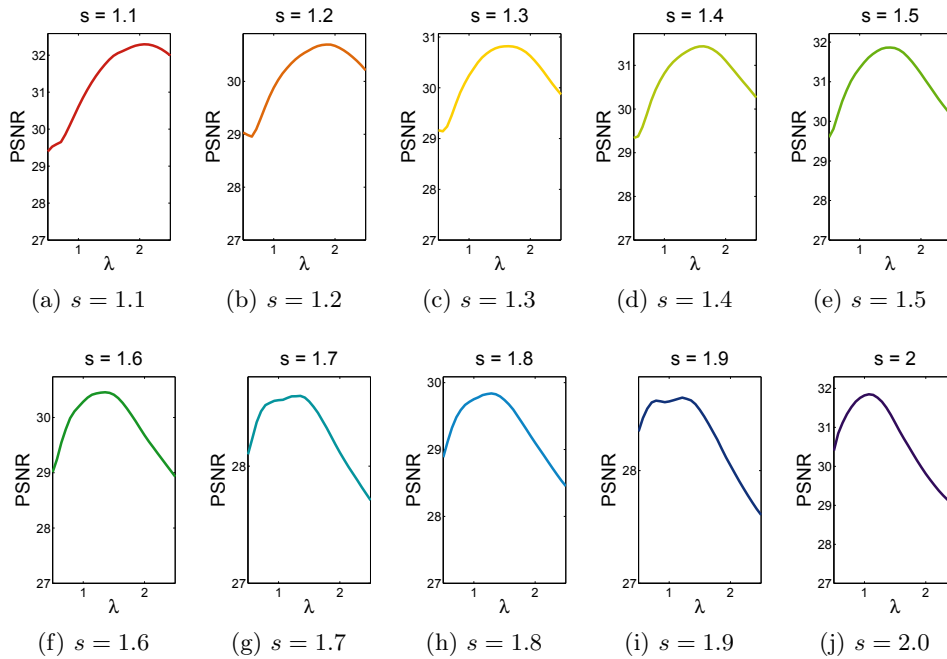 s = 1.1
s = 1.2
s = 1.3
s = 1.4
s = 1.5
PSNR
32
31
30
29
28
27
1
2
λ
PSNR
30
29
28
27
1
2
λ
PSNR
31
30
29
28
27
1
2
λ
PSNR
33
32
31
30
29
28
27
1
2
λ
PSNR
32
31
30
29
28
27
1
2
λ
(a) s = 1.1
(b) s = 1.2
(c) s = 1.3
(d) s = 1.4
(e) s = 1.5
s = 1.6
s = 1.7
s = 1.8
s = 1.9
s = 2
PSNR
30
29
28
27
1
2
λ
PSNR
28
27
1
2
λ
PSNR
30
29
28
27
1
2
λ
PSNR
28
27
1
2
λ
PSNR
32
31
30
29
28
27
1
2
λ
(f) s = 1.6
(g) s = 1.7
(h) s = 1.8
(i) s = 1.9
(j) s = 2.0